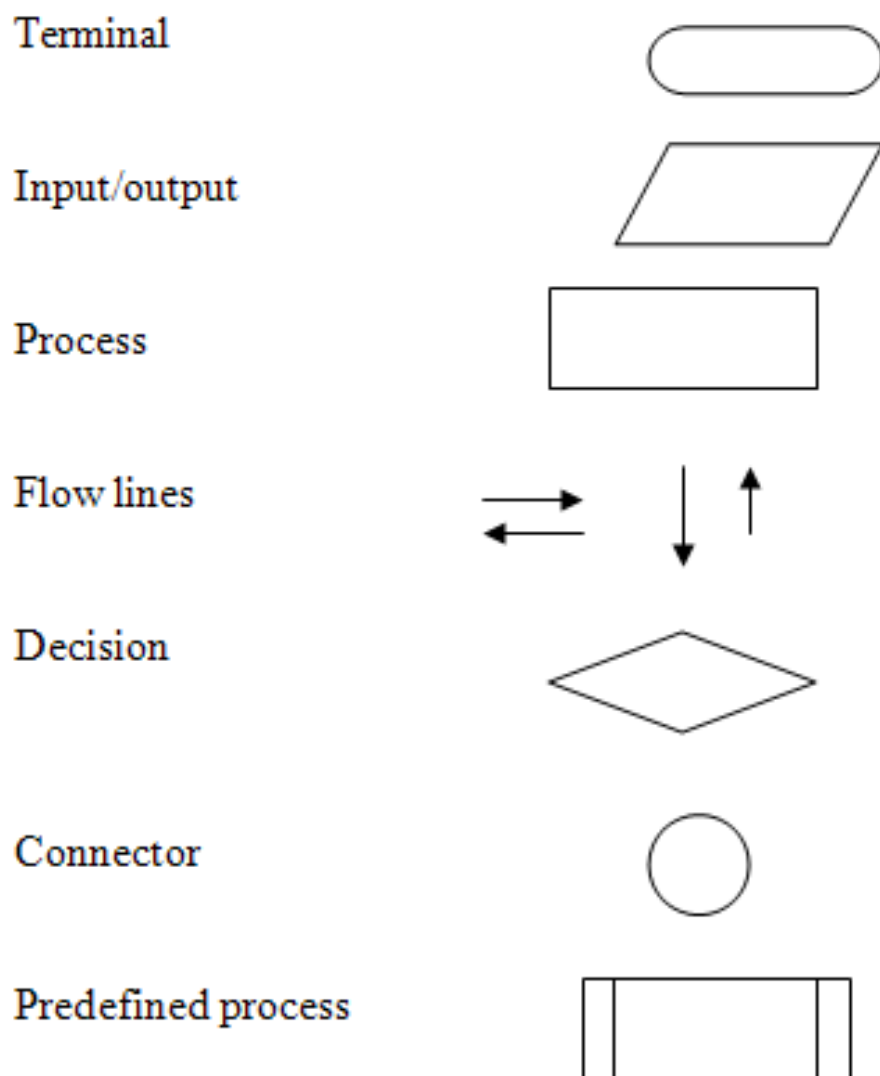 Terminal
Input/output
Process
Flow lines
Decision
Connector
Predefined process